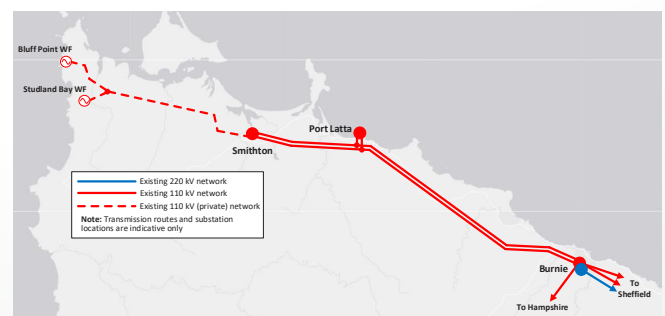 Bluff Point WF
Studland Bay WF
Port Latta
Smithton
Existing 220 kV network
Existing 110 kV network
Existing 110 kV (private) network
Note: Transmission routes and substation
locations are indicative only
Burnie
To
Sheffield
To Hampshire